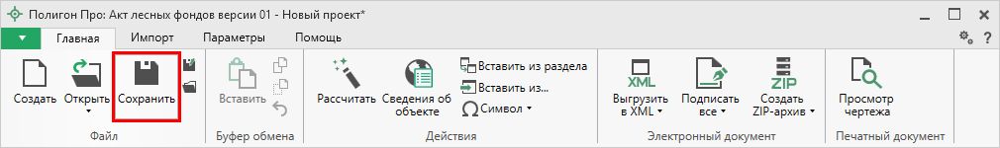 Полигон Про: Акт лесных фондов версии 01 - Новый проект*
Главная Импорт Параметры Помощь
?
Создать Открыть Сохранить
Файл
Вставить
Буфер обмена
Рассчитать Сведения об объекте
Вставить из раздела
Вставить из...
Ω Символ
Действия
XML
Выгрузить в XML
Подписать все
ZIP
Создать ZIP-архив
Электронный документ
Просмотр чертежа
Печатный документ